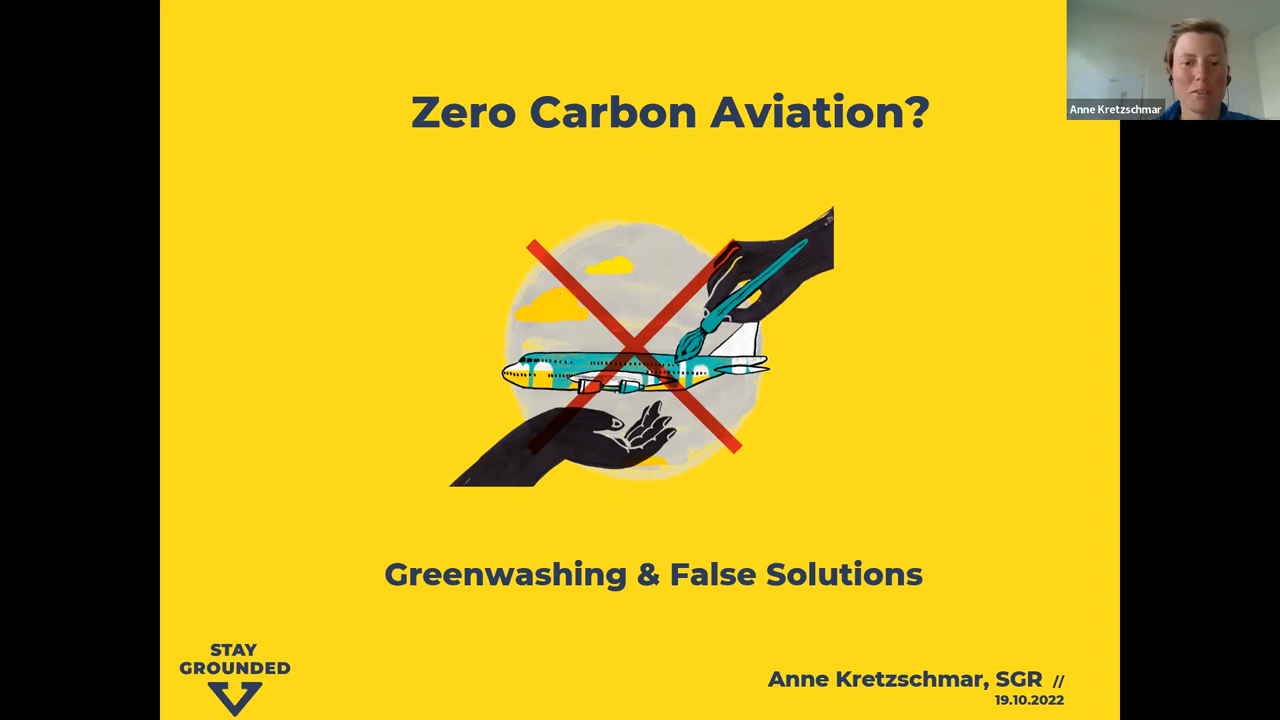 Zero Carbon Aviation?
Anne Kretzschmar
Greenwashing & False Solutions
STAY
GROUNDED
Anne Kretzschmar, SGR //
19.10.2022